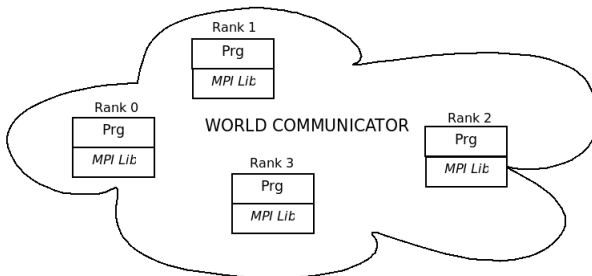 Rank 1
Prg
MPI Lib
Rank 0
Prg
MPI Lib
WORLD COMMUNICATOR
Rank 2
Prg
MPI Lib
Rank 3
Prg
MPI Lib